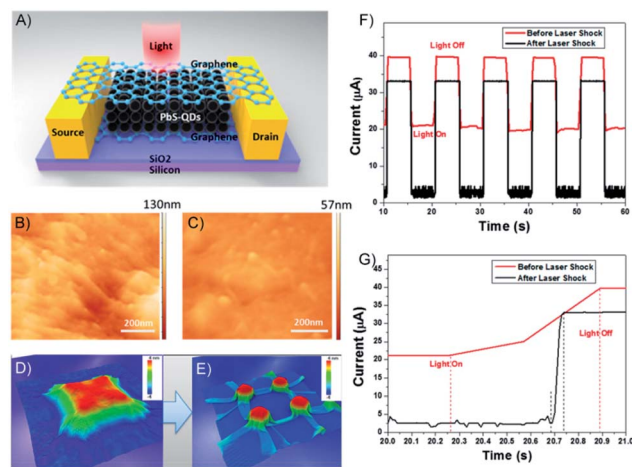 A)
Light
Graphene
PbS-QDs
Source
Graphene
Drain
SiO2
Silicon
130nm
57nm
B)
C)
200nm
200nm
D)
E)
F)
Before Laser Shock
After Laser Shock
Light Off
Light On
Current (μA)
50
40
30
20
10
0
10 20 30 40 50 60
Time (s)
G)
Before Laser Shock
After Laser Shock
Light On
Light Off
Current (μA)
45
40
35
30
25
20
15
10
5
0
20.0 20.1 20.2 20.3 20.4 20.5 20.6 20.7 20.8 20.9 21.0
Time (s)